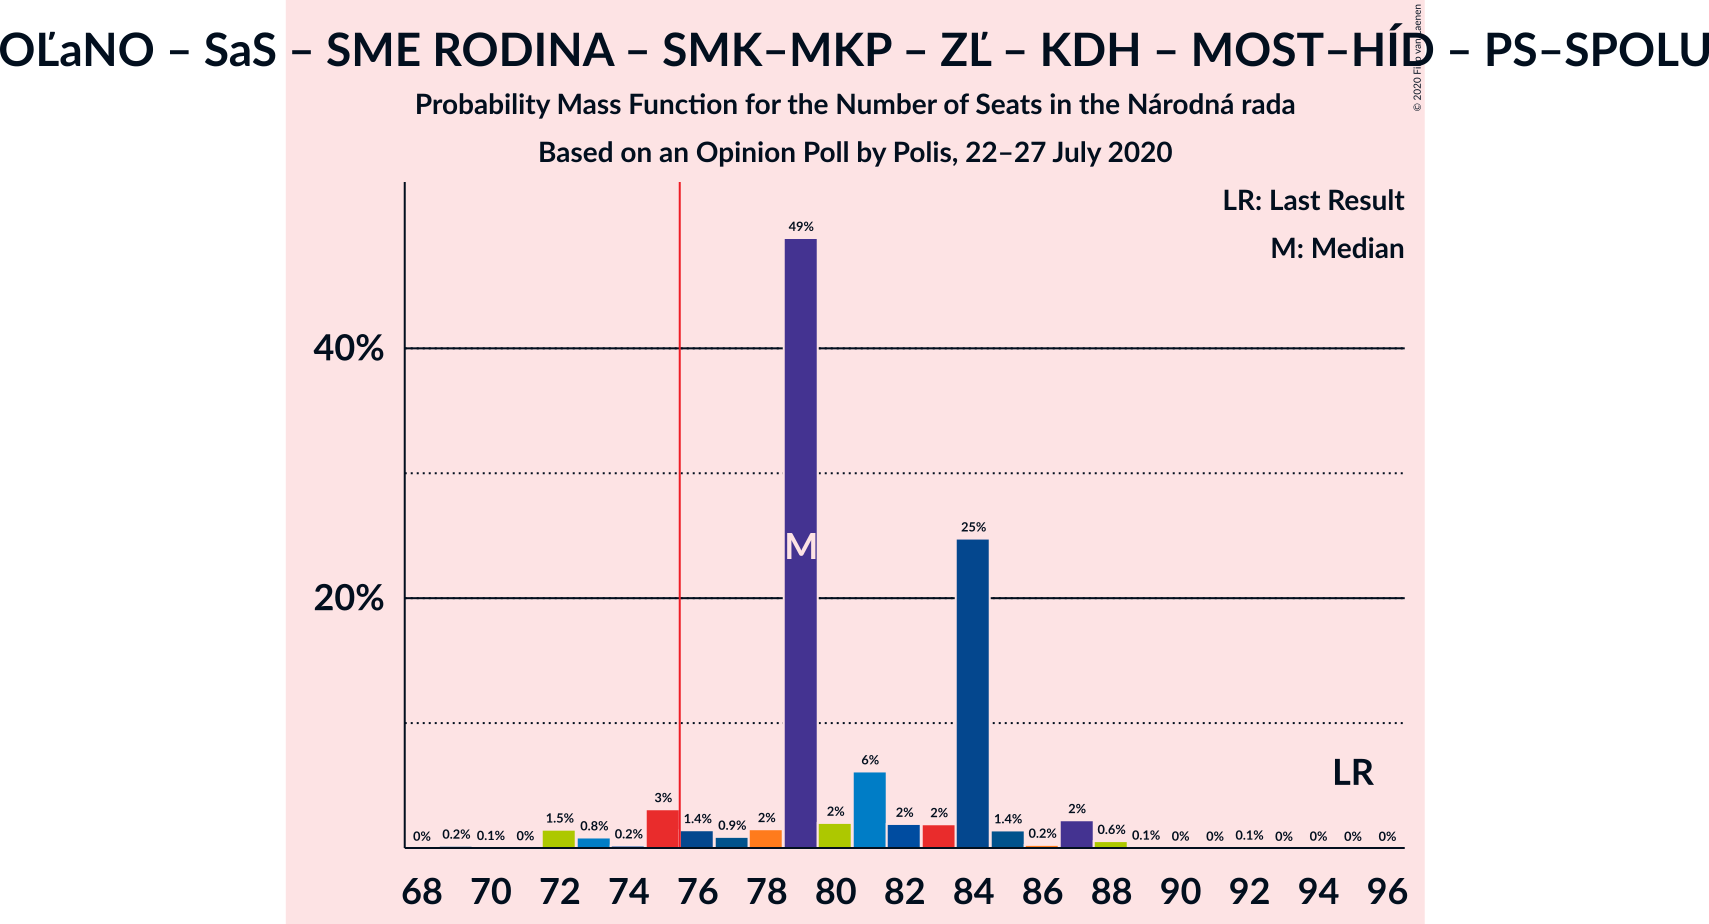 OĽaNO – SaS – SME RODINA – SMK–MKP – ZĽ – KDH – MOST–HÍD – PS–SPOLU
Probability Mass Function for the Number of Seats in the Národná rada
Based on an Opinion Poll by Polis, 22–27 July 2020
© 2020 Filip van Laenen
LR: Last Result
M: Median
40%
20%
49%
M
25%
6%
LR
0% 0.2% 0.1% 0% 1.5% 0.8% 0.2% 3% 1.4% 0.9% 2% 2% 2% 2% 1.4% 0.2% 2% 0.6% 0.1% 0% 0% 0.1% 0% 0% 0% 0%
68 70 72 74 76 78 80 82 84 86 88 90 92 94 96